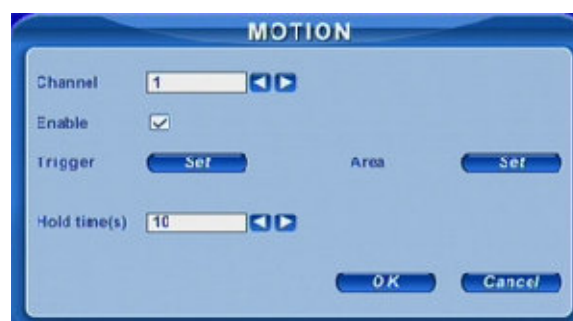 MOTION
Channel 1
Enable
Trigger Set Area Set
Hold time(s) 10
OK Cancel